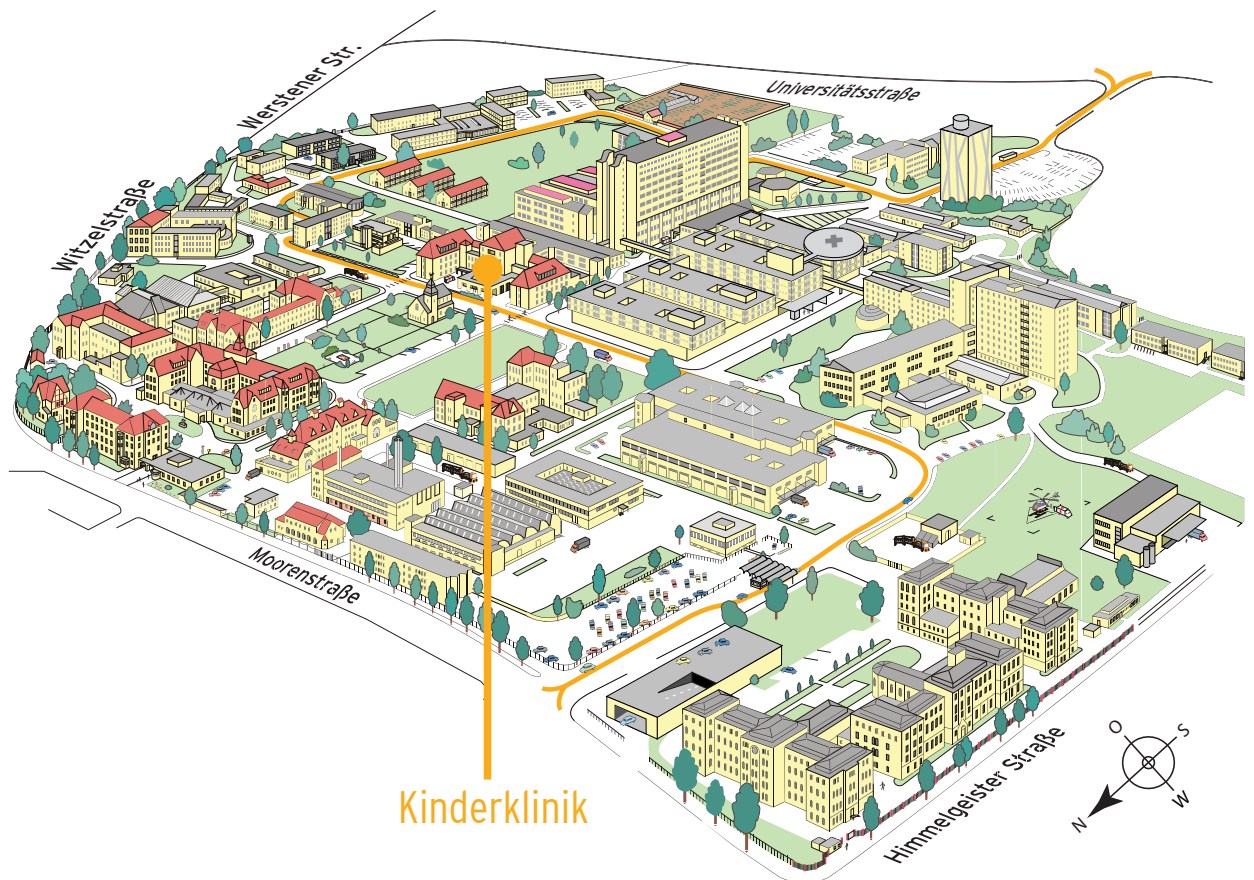 Werstener Str.
Universitätsstraße
Witzelstraße
Moorenstraße
Himmelgeister Straße
O
S
N
W
Kinderklinik